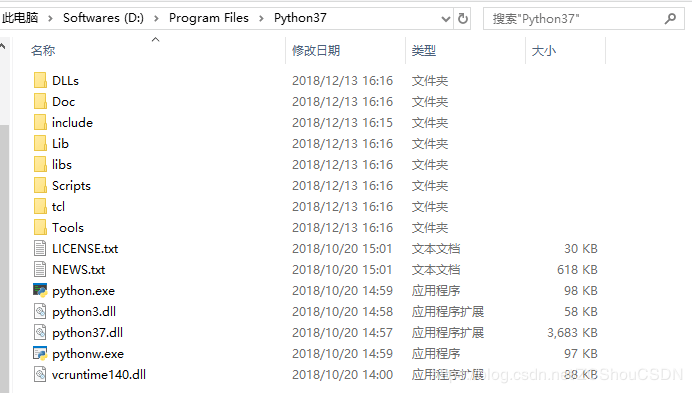 此电脑 > Softwares (D:) > Program Files > Python37 搜索"Python37"
名称 修改日期 类型 大小
DLLs 2018/12/13 16:16 文件夹
Doc 2018/12/13 16:16 文件夹
include 2018/12/13 16:15 文件夹
Lib 2018/12/13 16:16 文件夹
libs 2018/12/13 16:16 文件夹
Scripts 2018/12/13 16:16 文件夹
tcl 2018/12/13 16:16 文件夹
Tools 2018/12/13 16:16 文件夹
LICENSE.txt 2018/10/20 15:01 文本文档 30 KB
NEWS.txt 2018/10/20 15:01 文本文档 618 KB
python.exe 2018/10/20 14:59 应用程序 98 KB
python3.dll 2018/10/20 14:58 应用程序扩展 58 KB
python37.dll 2018/10/20 14:57 应用程序扩展 3,683 KB
pythonw.exe 2018/10/20 14:59 应用程序 97 KB
vcruntime140.dll 2018/10/20 14:00 应用程序扩展 88 KB